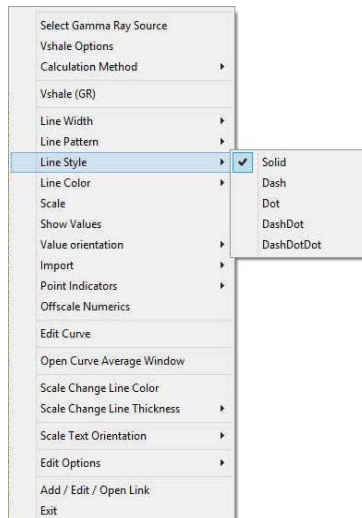 Select Gamma Ray Source
Vshale Options
Calculation Method
Vshale (GR)
Line Width
Line Pattern
Line Style
Solid
Dash
Dot
DashDot
DashDotDot
Line Color
Scale
Show Values
Value orientation
Import
Point Indicators
Offscale Numerics
Edit Curve
Open Curve Average Window
Scale Change Line Color
Scale Change Line Thickness
Scale Text Orientation
Edit Options
Add / Edit / Open Link
Exit